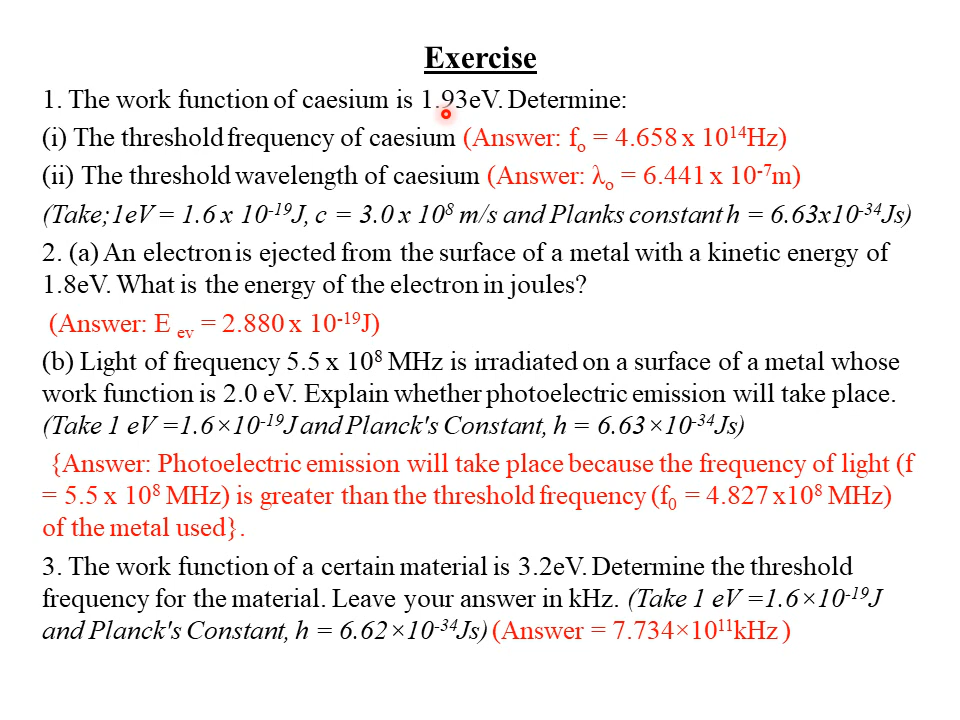 Exercise
1. The work function of caesium is 1.93eV. Determine:
(i) The threshold frequency of caesium (Answer: fₒ = 4.658 x 10¹⁴Hz)
(ii) The threshold wavelength of caesium (Answer: λₒ = 6.441 x 10⁻⁷m)
(Take;1eV = 1.6 x 10⁻¹⁹J, c = 3.0 x 10⁸ m/s and Planks constant h = 6.63x10⁻³⁴Js)
2. (a) An electron is ejected from the surface of a metal with a kinetic energy of
1.8eV. What is the energy of the electron in joules?
(Answer: E ₑᵥ = 2.880 x 10⁻¹⁹J)
(b) Light of frequency 5.5 x 10⁸ MHz is irradiated on a surface of a metal whose
work function is 2.0 eV. Explain whether photoelectric emission will take place.
(Take 1 eV =1.6×10⁻¹⁹J and Planck's Constant, h = 6.63×10⁻³⁴Js)
{Answer: Photoelectric emission will take place because the frequency of light (f
= 5.5 x 10⁸ MHz) is greater than the threshold frequency (f₀ = 4.827 x10⁸ MHz)
of the metal used}.
3. The work function of a certain material is 3.2eV. Determine the threshold
frequency for the material. Leave your answer in kHz. (Take 1 eV =1.6×10⁻¹⁹J
and Planck's Constant, h = 6.62×10⁻³⁴Js) (Answer = 7.734×10¹¹kHz )